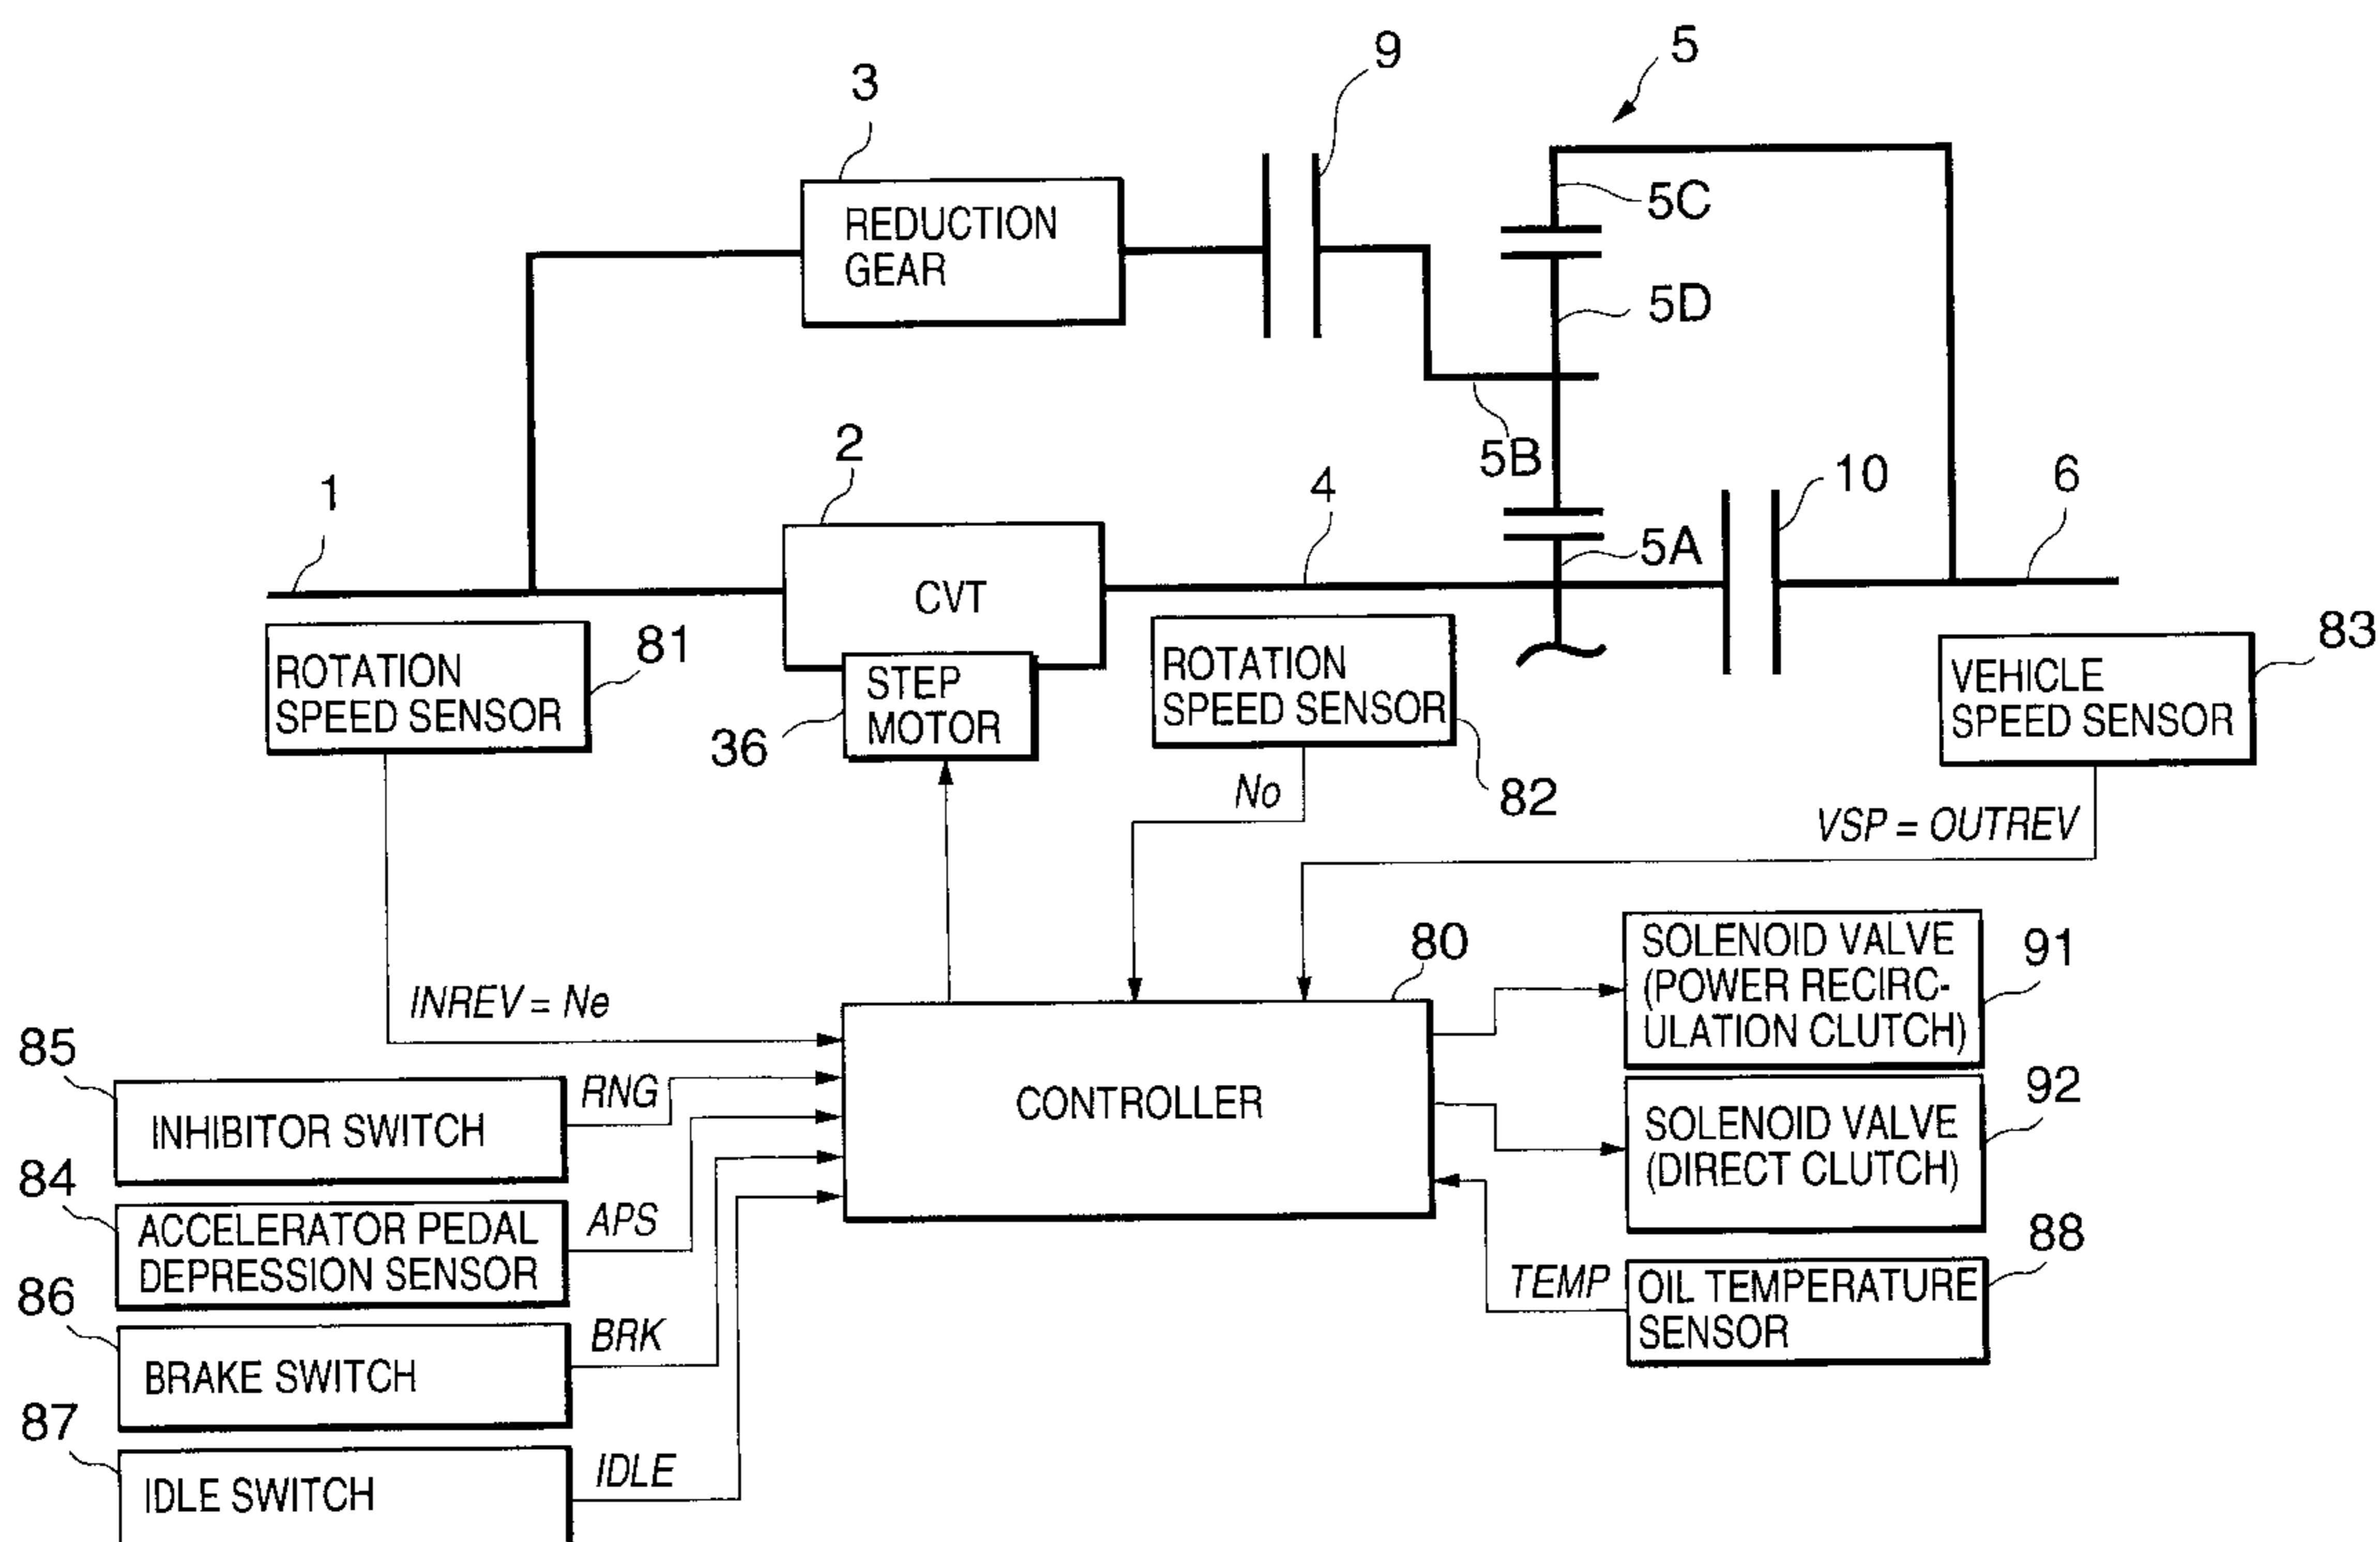 5
9
3
5C
REDUCTION
GEAR
5D
2
5B
10
6
4
1
5A
CVT
81
83
ROTATION
SPEED SENSOR
STEP
MOTOR
ROTATION
SPEED SENSOR
VEHICLE
SPEED SENSOR
36
82
No
VSP = OUTREV
80
SOLENOID VALVE
(POWER RECIRC-
ULATION CLUTCH)
91
INREV = Ne
85
RNG
INHIBITOR SWITCH
CONTROLLER
92
SOLENOID VALVE
(DIRECT CLUTCH)
84
ACCELERATOR PEDAL
DEPRESSION SENSOR
APS
88
TEMP
OIL TEMPERATURE
SENSOR
86
BRK
BRAKE SWITCH
87
IDLE
IDLE SWITCH